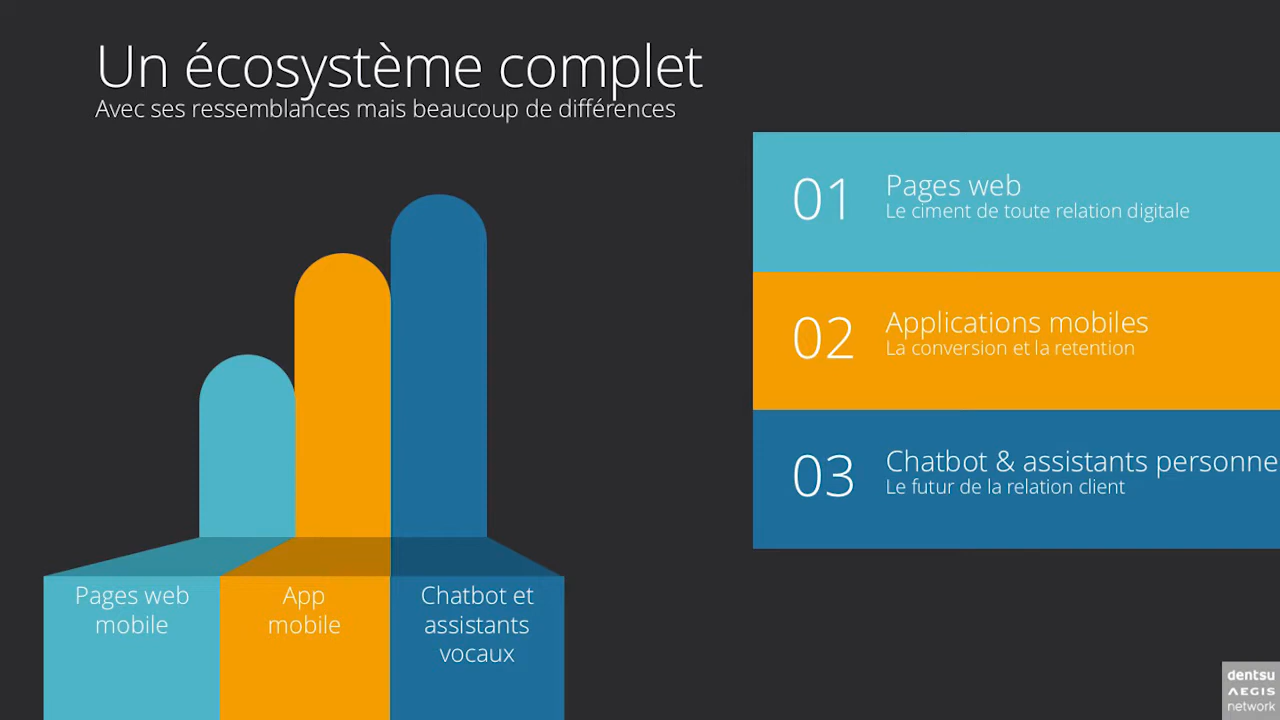 Un écosystème complet
Avec ses ressemblances mais beaucoup de différences
01
Pages web
Le ciment de toute relation digitale
02
Applications mobiles
La conversion et la retention
03
Chatbot & assistants personne
Le futur de la relation client
Pages web
mobile
App
mobile
Chatbot et
assistants
vocaux
dentsu
AEGIS
network